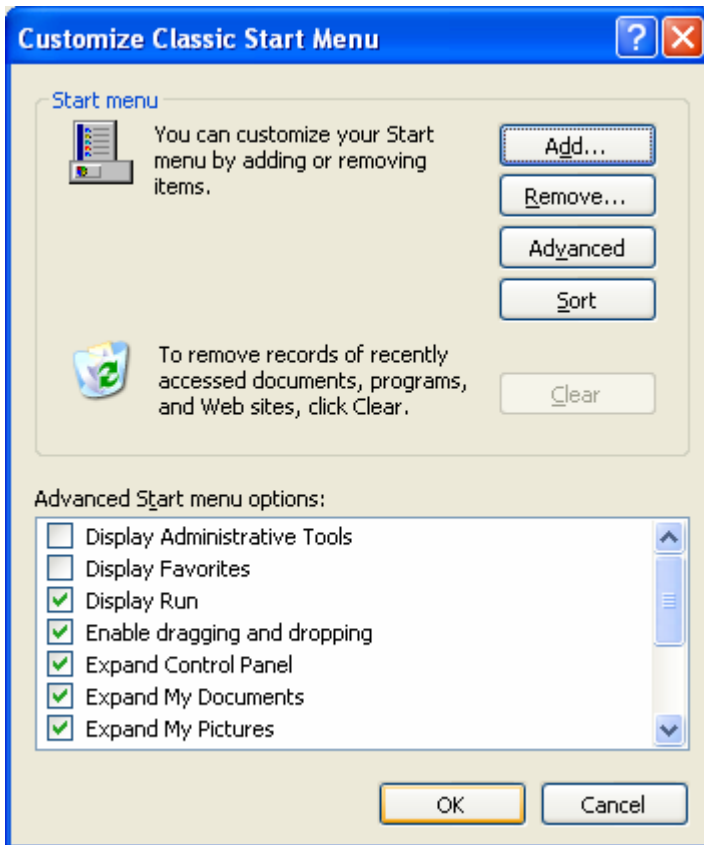 Customize Classic Start Menu
?
Start menu
You can customize your Start
menu by adding or removing
items.
Add...
Remove...
Advanced
Sort
To remove records of recently
accessed documents, programs,
and Web sites, click Clear.
Clear
Advanced Start menu options:
Display Administrative Tools
Display Favorites
Display Run
Enable dragging and dropping
Expand Control Panel
Expand My Documents
Expand My Pictures
OK
Cancel